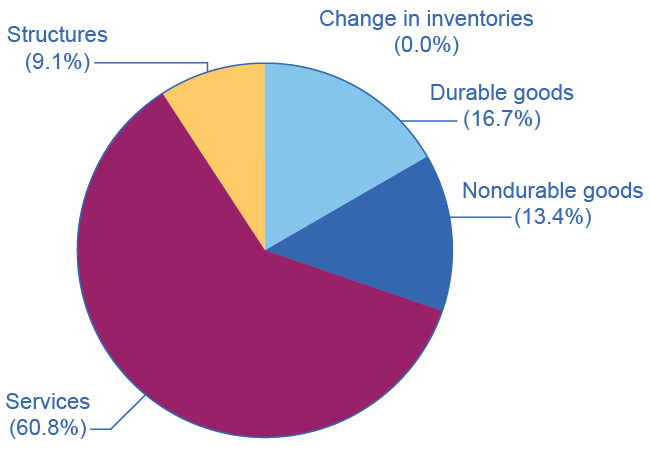 Structures
(9.1%)
Change in inventories
(0.0%)
Durable goods
(16.7%)
Nondurable goods
(13.4%)
Services
(60.8%)